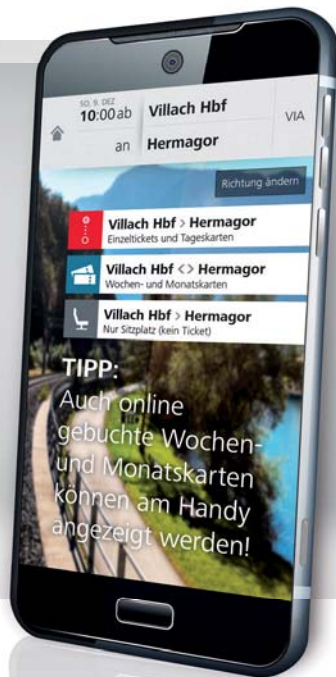 SO, 9. DEZ
10:00 ab Villach Hbf
VIA
an Hermagor
Richtung ändern
Villach Hbf > Hermagor
Einzeltickets und Tageskarten
Villach Hbf <> Hermagor
Wochen- und Monatskarten
Villach Hbf > Hermagor
Nur Sitzplatz (kein Ticket)
TIPP:
Auch online
gebuchte Wochen-
und Monatskarten
können am Handy
angezeigt werden!